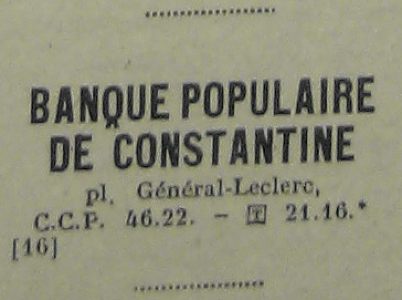 BANQUE POPULAIRE
DE CONSTANTINE
pl. Général-Leclerc,
C.C.P. 46.22. - 🅃 21.16.*
[16]